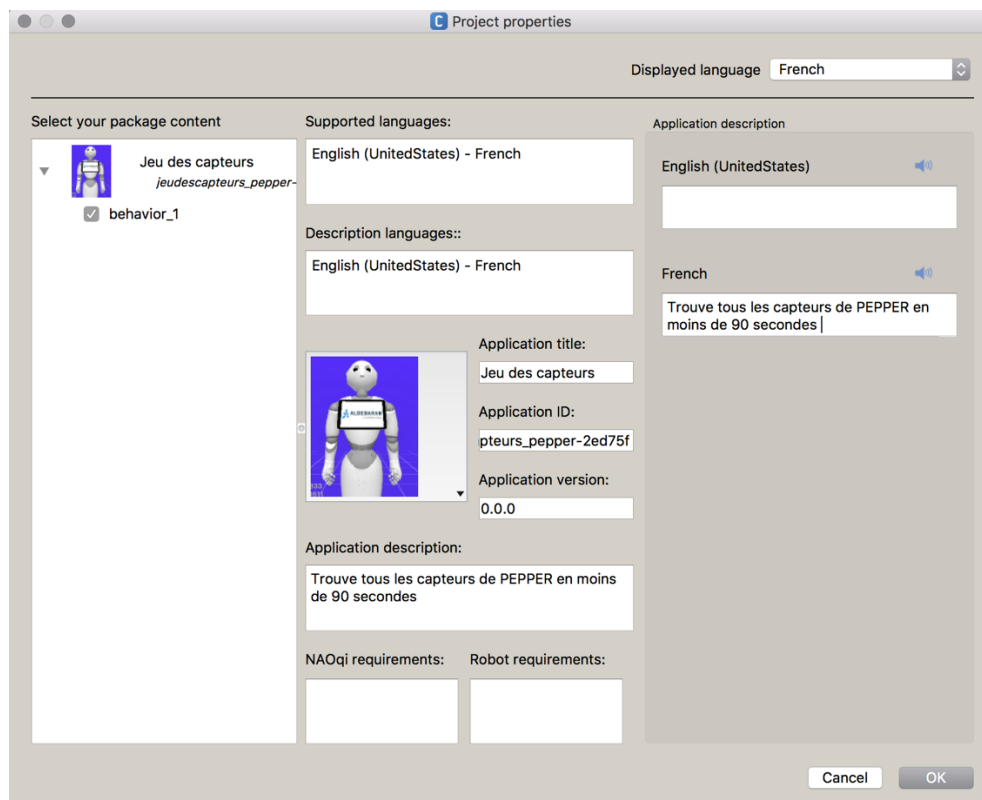 Project properties
Displayed language French
Select your package content
Jeu des capteurs
jeudescapteurs_pepper-
behavior_1
Supported languages:
English (UnitedStates) - French
Description languages::
English (UnitedStates) - French
ALDEBARAN
Application title:
Jeu des capteurs
Application ID:
pteurs_pepper-2ed75f
Application version:
0.0.0
Application description:
Trouve tous les capteurs de PEPPER en moins
de 90 secondes
NAOqi requirements:
Robot requirements:
Application description
English (UnitedStates)
French
Trouve tous les capteurs de PEPPER en
moins de 90 secondes
Cancel
OK